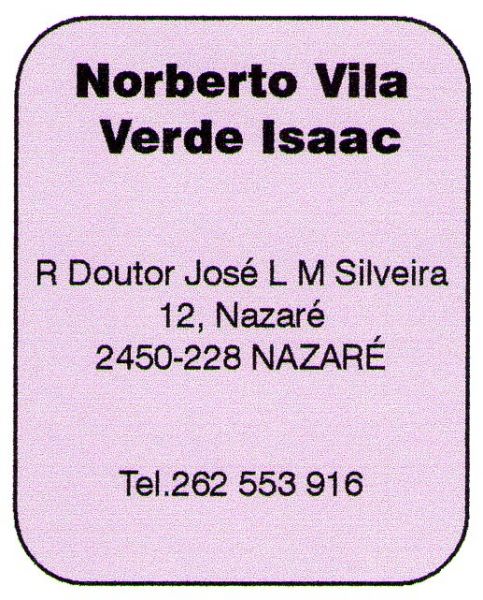 Norberto Vila
Verde Isaac
R Doutor José L M Silveira
12, Nazaré
2450-228 NAZARÉ
Tel.262 553 916